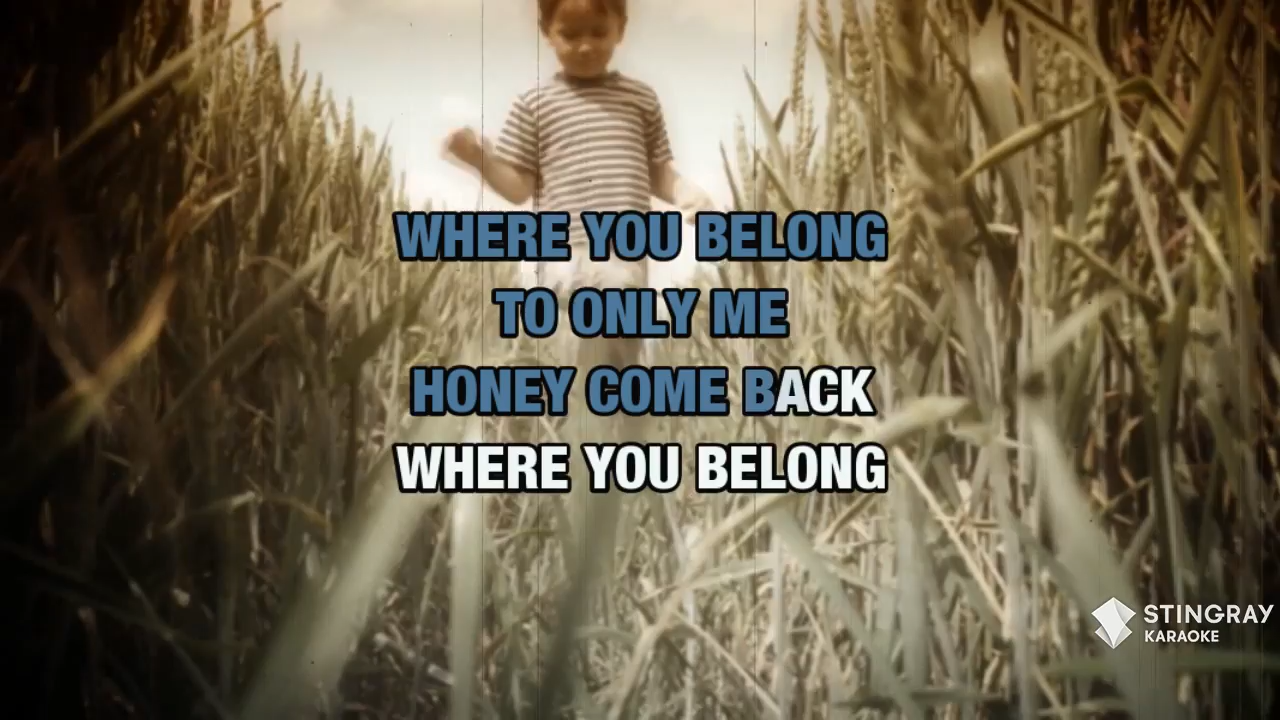 WHERE YOU BELONG
TO ONLY ME
HONEY COME BACK
WHERE YOU BELONG
STINGRAY
KARAOKE